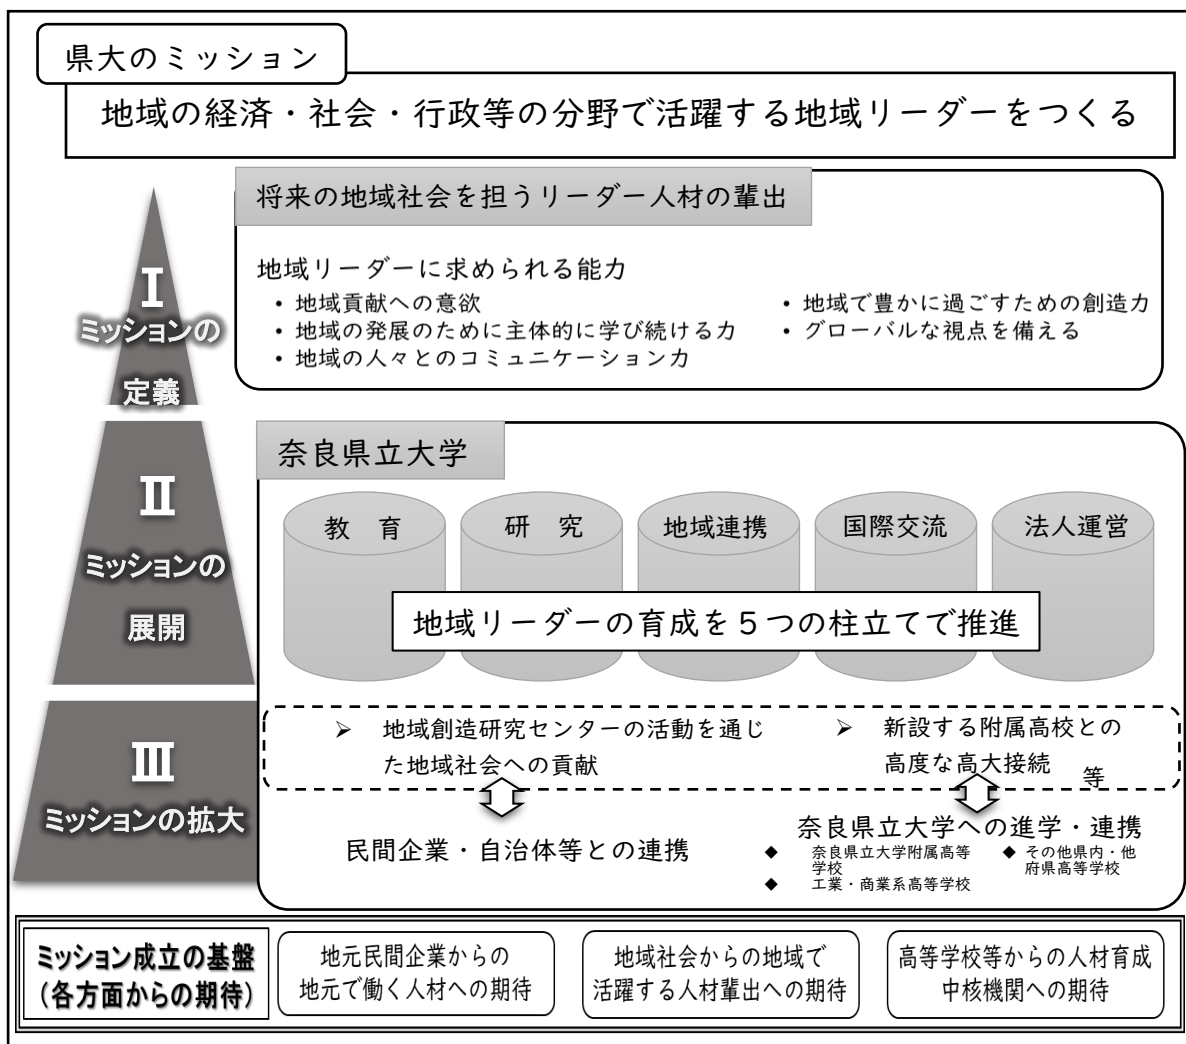 県大のミッション
地域の経済・社会・行政等の分野で活躍する地域リーダーをつくる
Ⅰ
ミッションの
定義
将来の地域社会を担うリーダー人材の輩出
地域リーダーに求められる能力
• 地域貢献への意欲
• 地域の発展のために主体的に学び続ける力
• 地域の人々とのコミュニケーション力
• 地域で豊かに過ごすための創造力
• グローバルな視点を備える
Ⅱ
ミッションの
展開
奈良県立大学
教　育
研　究
地域連携
国際交流
法人運営
地域リーダーの育成を５つの柱立てで推進
Ⅲ
ミッションの拡大
➢ 地域創造研究センターの活動を通じ
た地域社会への貢献
➢ 新設する附属高校との
高度な高大接続
等
民間企業・自治体等との連携
奈良県立大学への進学・連携
◆ 奈良県立大学附属高等
学校
◆ 工業・商業系高等学校
◆ その他県内・他
府県高等学校
ミッション成立の基盤
（各方面からの期待）
地元民間企業からの
地元で働く人材への期待
地域社会からの地域で
活躍する人材輩出への期待
高等学校等からの人材育成
中核機関への期待